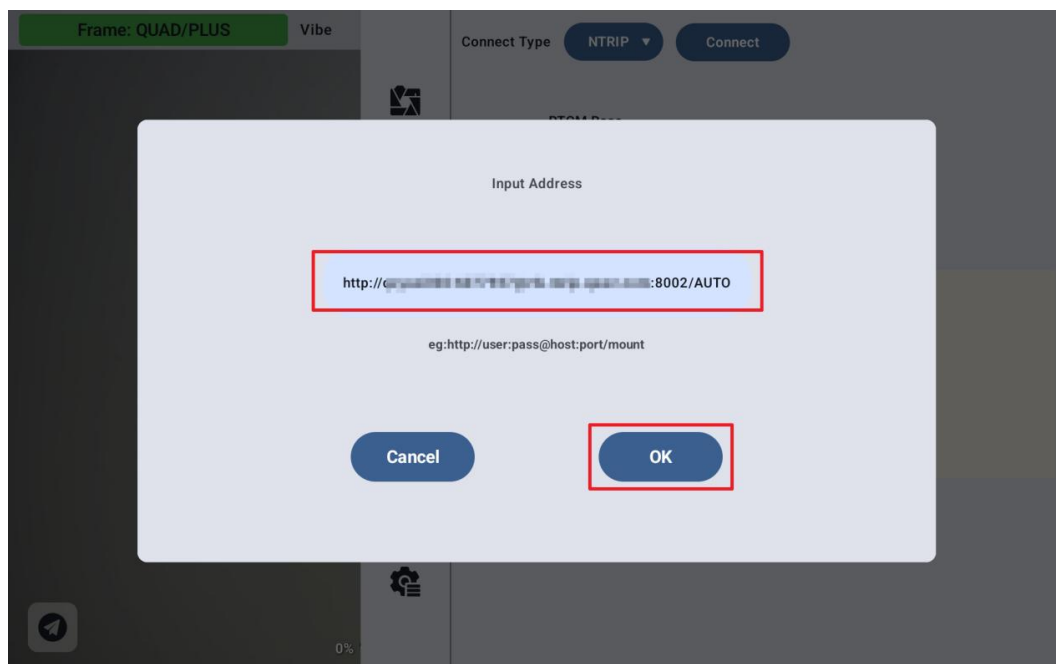 Frame: QUAD/PLUS Vibe
Connect Type NTRIP Connect
Input Address
http:// :8002/AUTO
eg:http://user:pass@host:port/mount
Cancel OK
0%